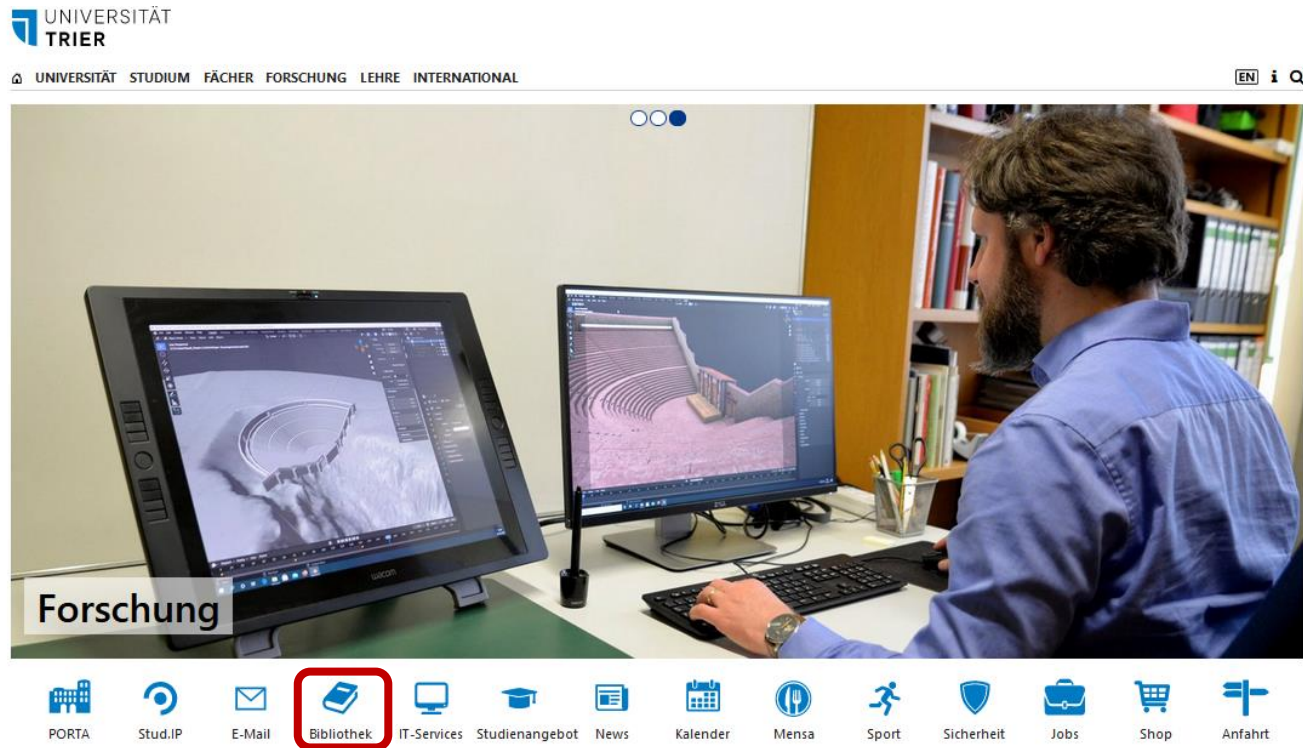 UNIVERSITÄT
TRIER
UNIVERSITÄT STUDIUM FÄCHER FORSCHUNG LEHRE INTERNATIONAL
EN i
wacom
Forschung
PORTA Stud.IP E-Mail Bibliothek IT-Services Studienangebot News Kalender Mensa Sport Sicherheit Jobs Shop Anfahrt